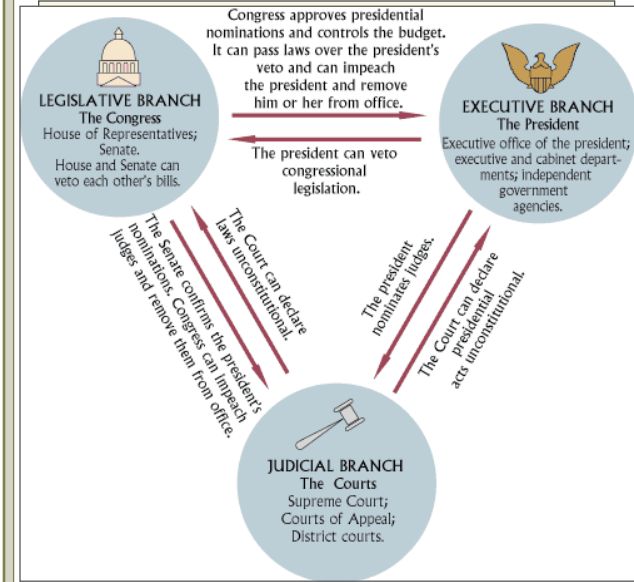 Congress approves presidential
nominations and controls the budget.
It can pass laws over the president's
veto and can impeach
the president and remove
him or her from office.
LEGISLATIVE BRANCH
The Congress
House of Representatives;
Senate.
House and Senate can
veto each other's bills.
EXECUTIVE BRANCH
The President
Executive office of the president;
executive and cabinet depart-
ments; independent
government
agencies.
The president can veto
congressional
legislation.
The Senate confirms the president's
nominations. Congress can impeach
judges and remove them from office.
The Court can declare
laws unconstitutional.
The president
nominates judges.
The Court can declare
presidential
acts unconstitutional.
JUDICIAL BRANCH
The Courts
Supreme Court;
Courts of Appeal;
District courts.